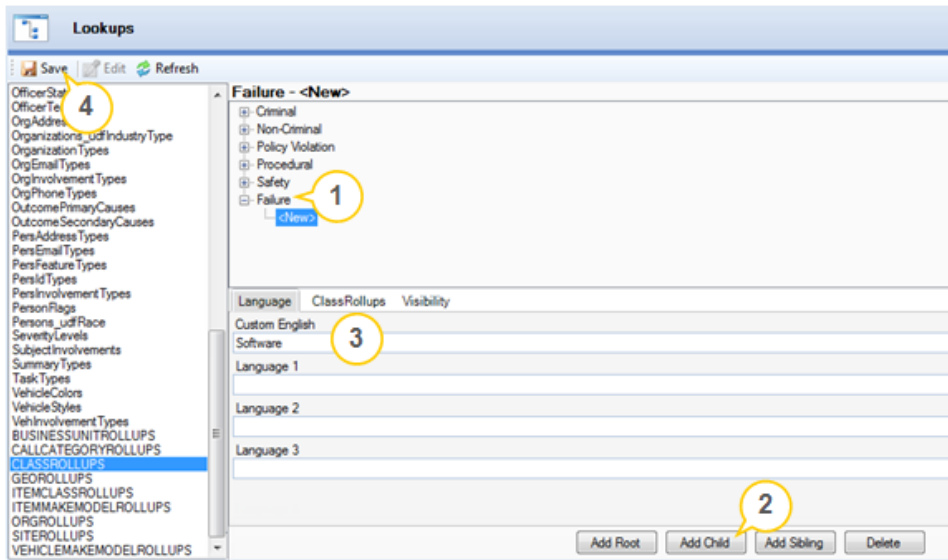 Lookups
Save Edit Refresh
4
OfficerStat
OfficerTe
OrgAddres
Organizations_udfIndustryType
OrganizationTypes
OrgEmailTypes
OrgInvolvementTypes
OrgPhoneTypes
OutcomePrimaryCauses
OutcomeSecondaryCauses
PersAddressTypes
PersEmailTypes
PersFeatureTypes
PersIdTypes
PersInvolvementTypes
PersonFlags
Persons_udfRace
SeverityLevels
SubjectInvolvements
SummaryTypes
TaskTypes
VehicleColors
VehicleStyles
VehInvolvementTypes
BUSINESSUNITROLLUPS
CALLCATEGORYROLLUPS
CLASSROLLUPS
GEOROLLUPS
ITEMCLASSROLLUPS
ITEMMAKEMODELROLLUPS
ORGROLLUPS
SITEROLLUPS
VEHICLEMAKEMODELROLLUPS
Failure - <New>
Criminal
Non-Criminal
Policy Violation
Procedural
Safety
Failure
<New>
1
Language ClassRollups Visibility
Custom English
3
Software
Language 1
Language 2
Language 3
2
Add Root Add Child Add Sibling Delete